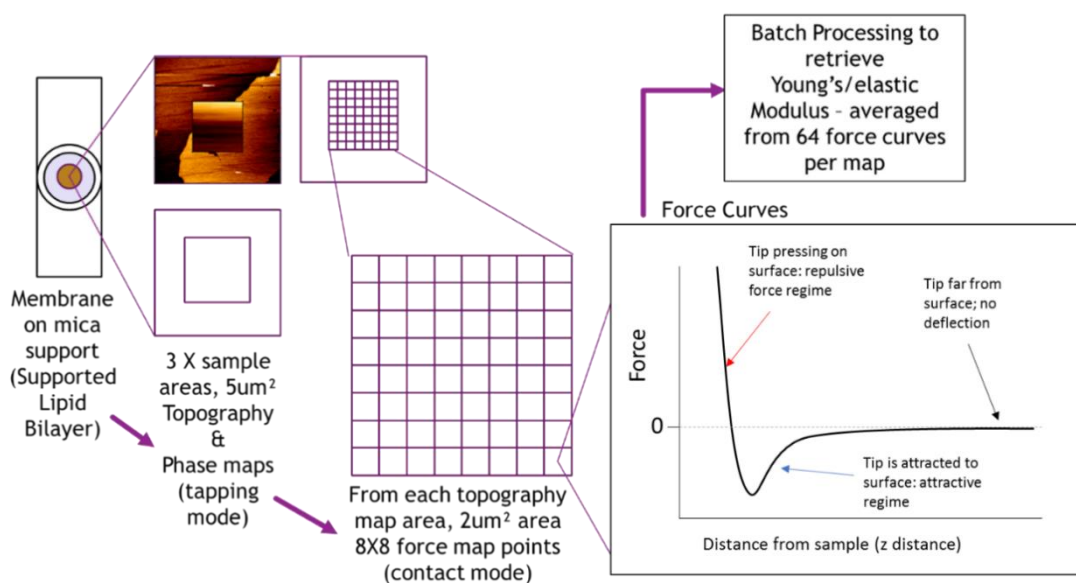 Membrane
on mica
support
(Supported
Lipid
Bilayer)
3 X sample
areas, 5um²
Topography
&
Phase maps
(tapping
mode)
From each topography
map area, 2um² area
8X8 force map points
(contact mode)
Batch Processing to
retrieve
Young's/elastic
Modulus - averaged
from 64 force curves
per map
Force Curves
Tip pressing on
surface: repulsive
force regime
Tip far from
surface; no
deflection
Force
0
Tip is attracted to
surface: attractive
regime
Distance from sample (z distance)